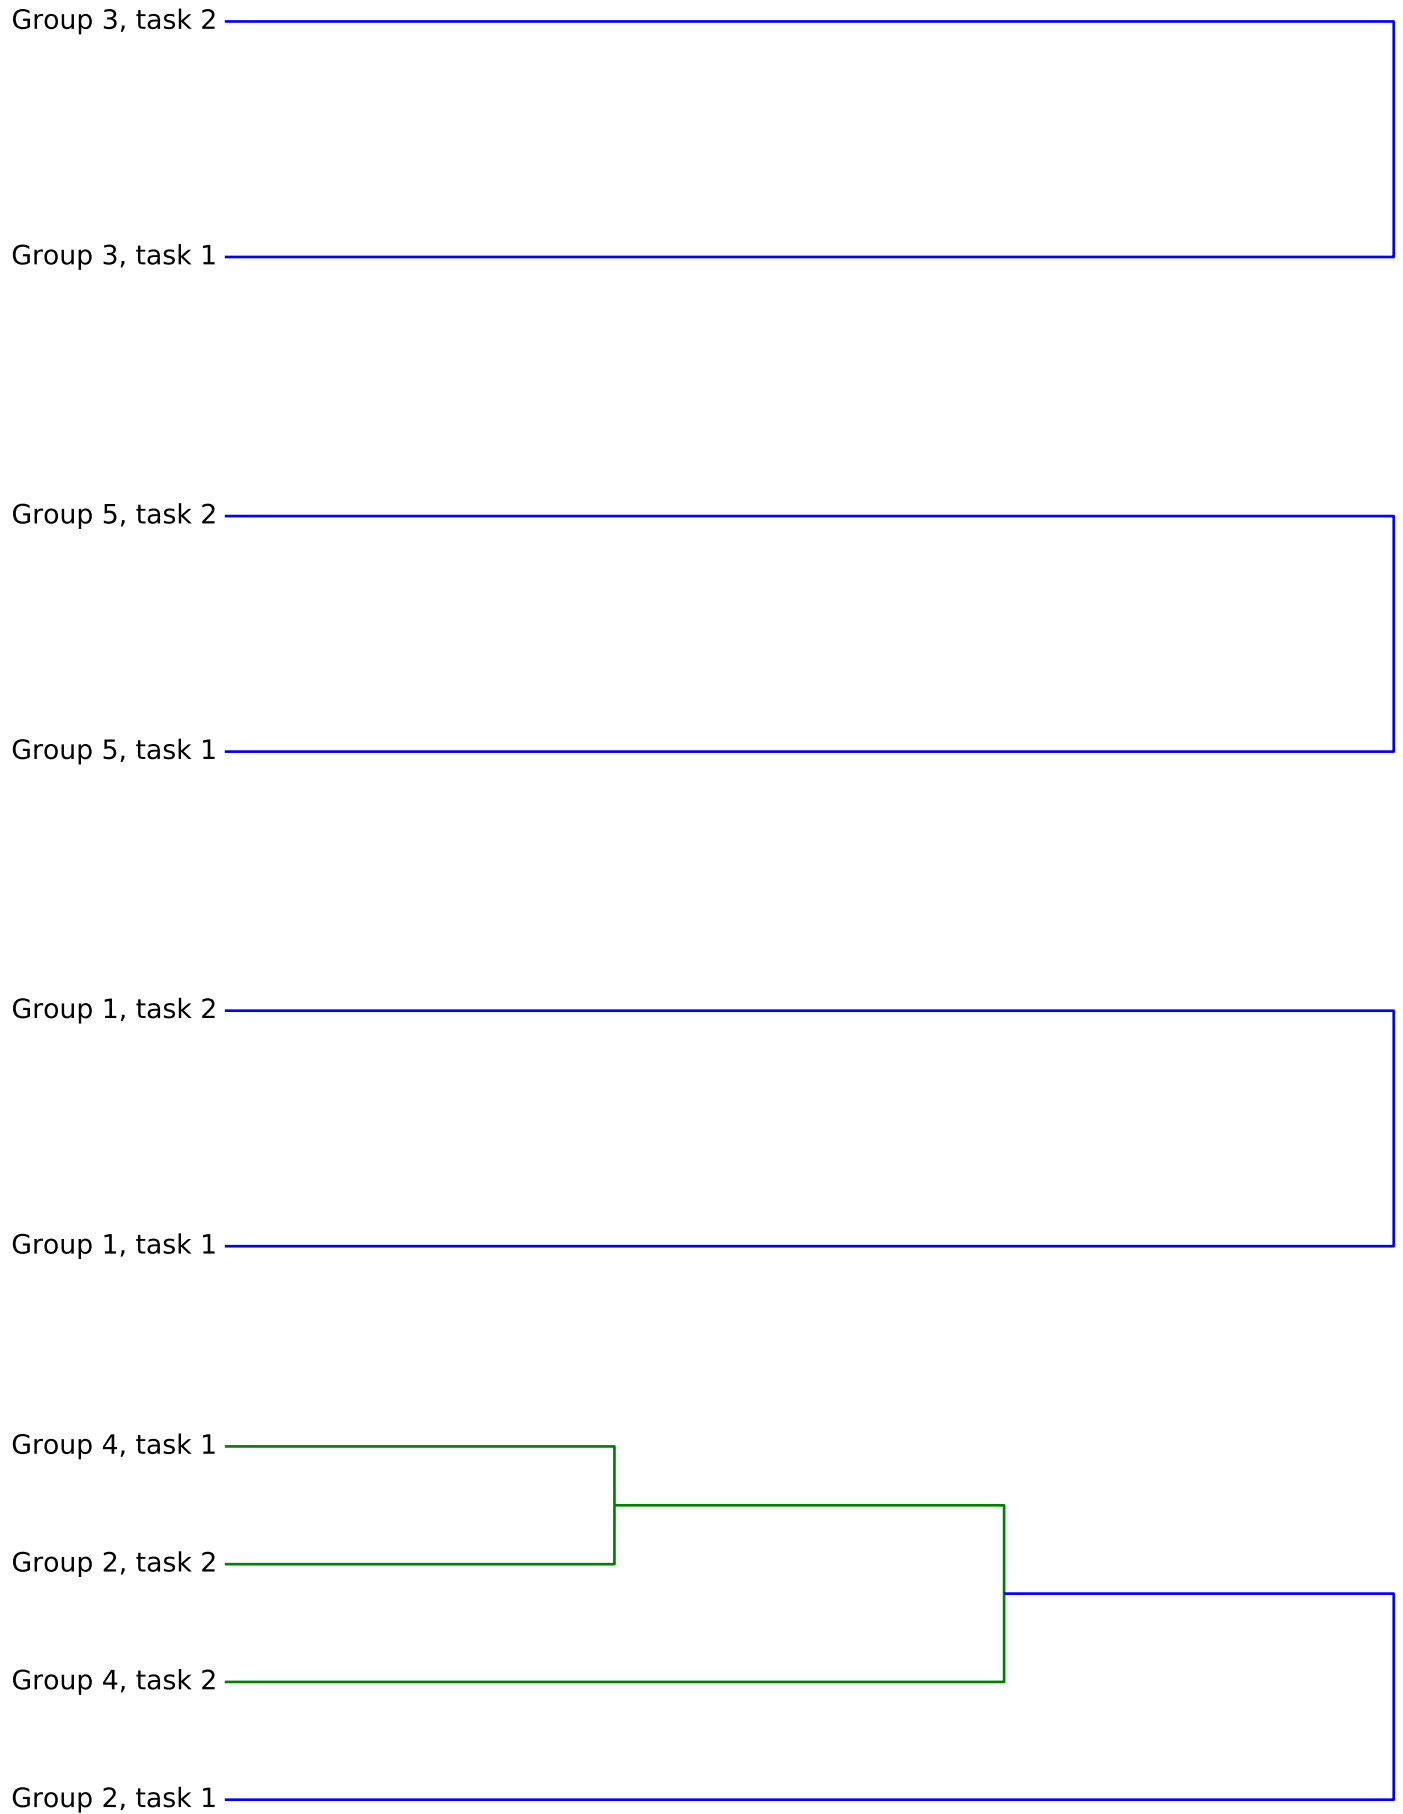 Group 3, task 2
Group 3, task 1
Group 5, task 2
Group 5, task 1
Group 1, task 2
Group 1, task 1
Group 4, task 1
Group 2, task 2
Group 4, task 2
Group 2, task 1